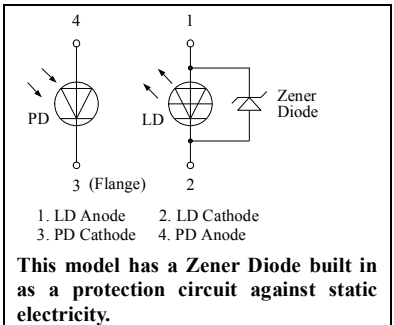 4 1
PD LD Zener
Diode
3 (Flange) 2
1. LD Anode 2. LD Cathode
3. PD Cathode 4. PD Anode
This model has a Zener Diode built in
as a protection circuit against static
electricity.